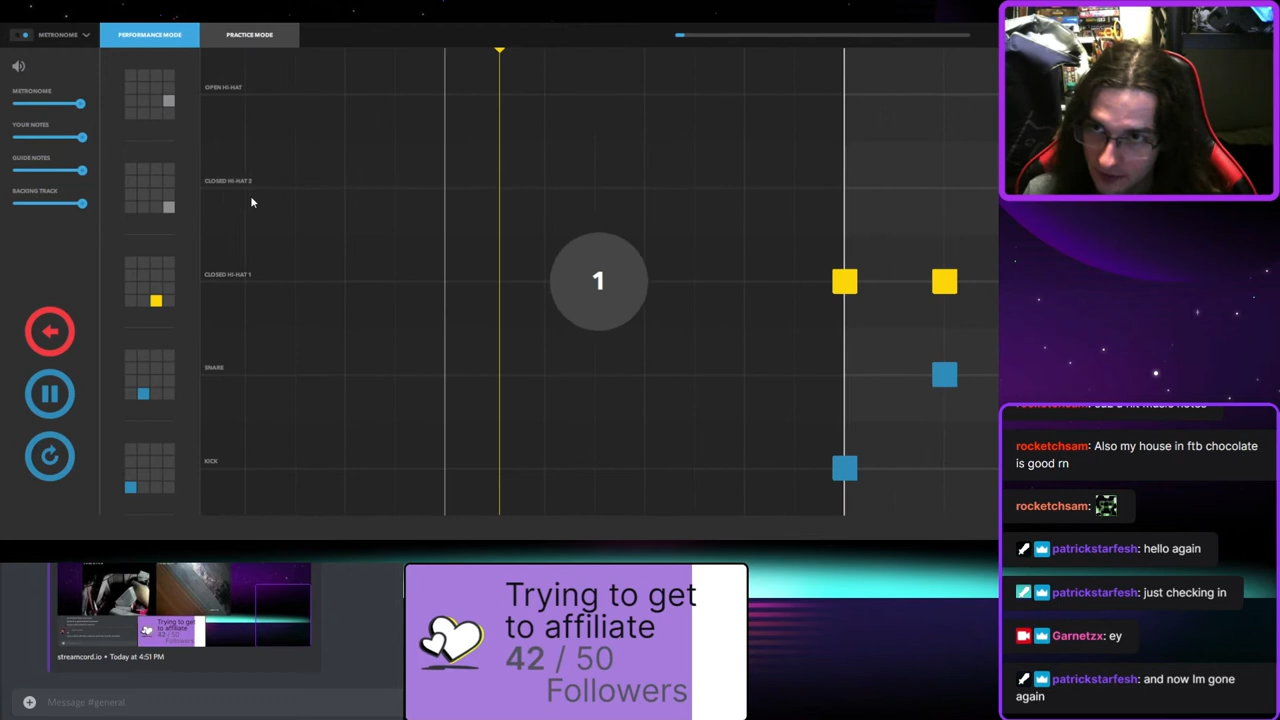 METRONOME
PERFORMANCE MODE
PRACTICE MODE
METRONOME
YOUR NOTES
GUIDE NOTES
BACKING TRACK
OPEN HI-HAT
CLOSED HI-HAT 2
CLOSED HI-HAT 1
SNARE
KICK
1
rocketchsam: Also my house in ftb chocolate
is good rn
rocketchsam:
patrickstarfesh: hello again
patrickstarfesh: just checking in
Garnetzx: ey
patrickstarfesh: and now Im gone
again
Trying to get
to affiliate
42 / 50
Followers
streamcord.io • Today at 4:51 PM
Message #general